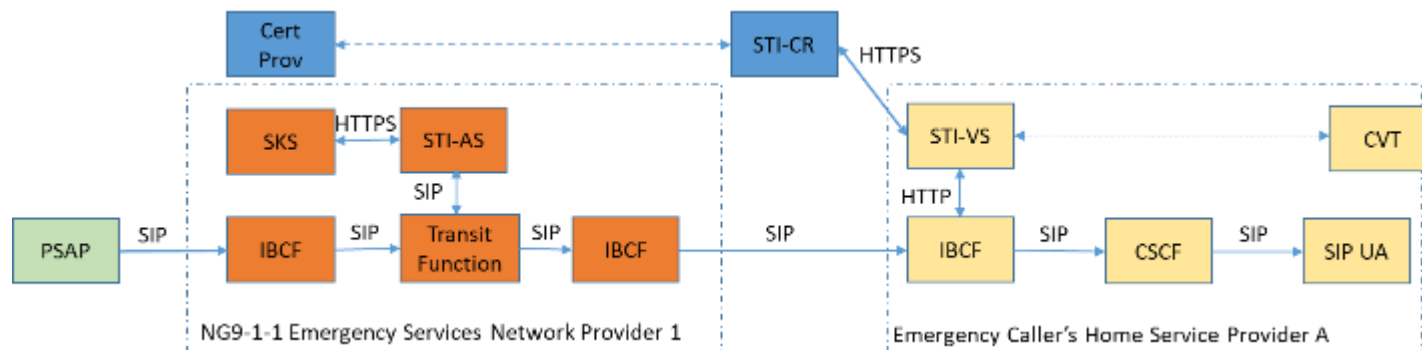 Cert
Prov
STI-CR
HTTPS
SKS
HTTPS
STI-AS
STI-VS
CVT
SIP
HTTP
PSAP
SIP
IBCF
SIP
Transit
Function
SIP
IBCF
SIP
IBCF
SIP
CSCF
SIP
SIP UA
NG9-1-1 Emergency Services Network Provider 1
Emergency Caller's Home Service Provider A